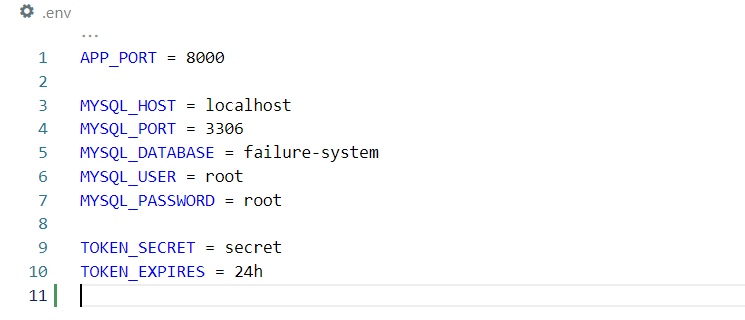 .env
...
1 APP_PORT = 8000
2
3 MYSQL_HOST = localhost
4 MYSQL_PORT = 3306
5 MYSQL_DATABASE = failure-system
6 MYSQL_USER = root
7 MYSQL_PASSWORD = root
8
9 TOKEN_SECRET = secret
10 TOKEN_EXPIRES = 24h
11